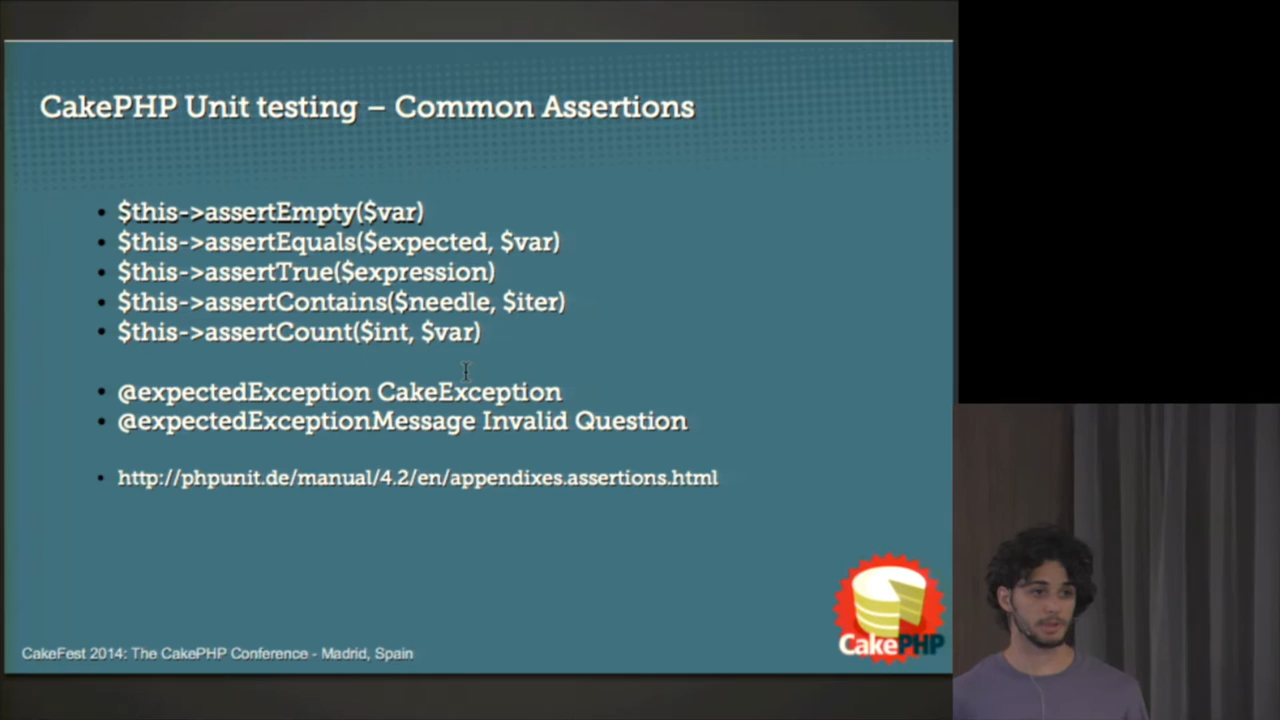 CakePHP Unit testing – Common Assertions
• $this->assertEmpty($var)
• $this->assertEquals($expected, $var)
• $this->assertTrue($expression)
• $this->assertContains($needle, $iter)
• $this->assertCount($int, $var)
• @expectedException CakeException
• @expectedExceptionMessage Invalid Question
• http://phpunit.de/manual/4.2/en/appendixes.assertions.html
CakePHP
CakeFest 2014: The CakePHP Conference - Madrid, Spain